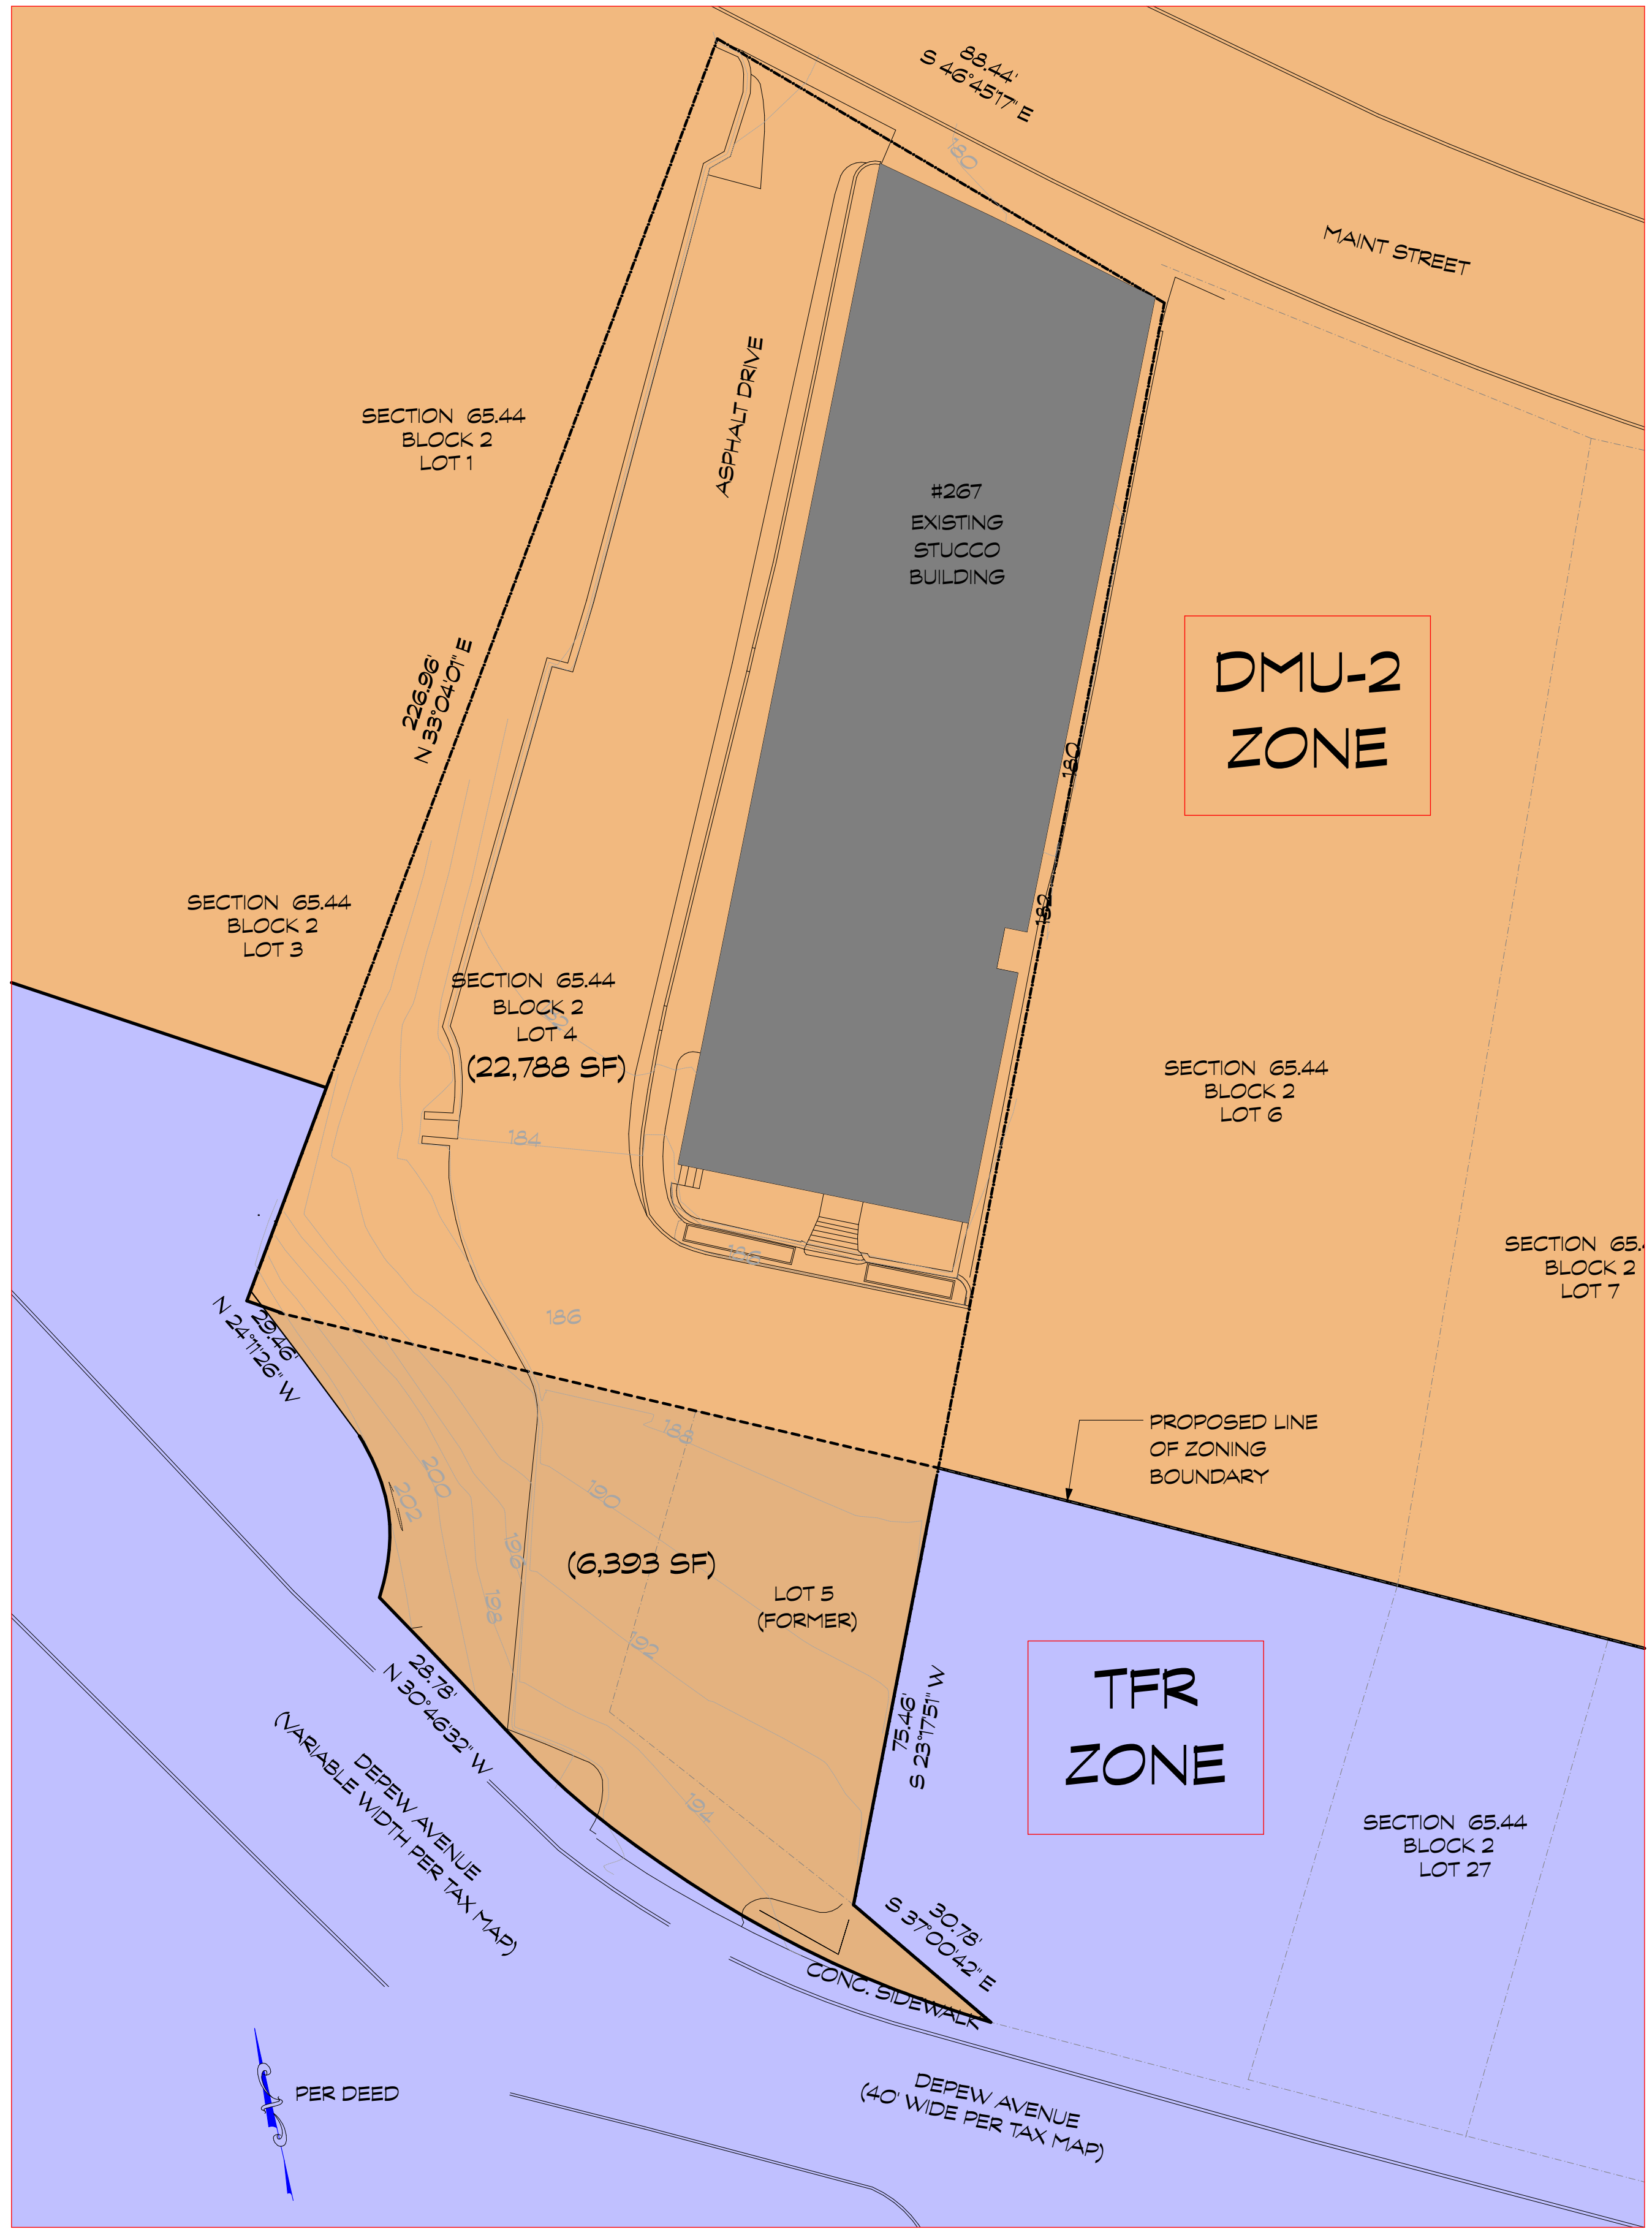 88.44'
S 46°45'17" E
180
MAINT STREET
ASPHALT DRIVE
SECTION 65.44
BLOCK 2
LOT 1
#267
EXISTING
STUCCO
BUILDING
226.96'
N 33°04'01" E
DMU-2
ZONE
180
182
SECTION 65.44
BLOCK 2
LOT 3
SECTION 65.44
BLOCK 2
LOT 4
(22,788 SF)
182
184
SECTION 65.44
BLOCK 2
LOT 6
186
186
SECTION 65.4
BLOCK 2
LOT 7
29.46'
N 24°11'26" W
188
PROPOSED LINE
OF ZONING
BOUNDARY
200
202
190
196
198
(6,393 SF)
LOT 5
(FORMER)
192
194
28.78'
N 30°46'32" W
75.46'
S 23°17'51" W
TFR
ZONE
DEPEW AVENUE
(VARIABLE WIDTH PER TAX MAP)
SECTION 65.44
BLOCK 2
LOT 27
30.78'
S 37°00'42" E
CONC. SIDEWALK
PER DEED
DEPEW AVENUE
(40' WIDE PER TAX MAP)